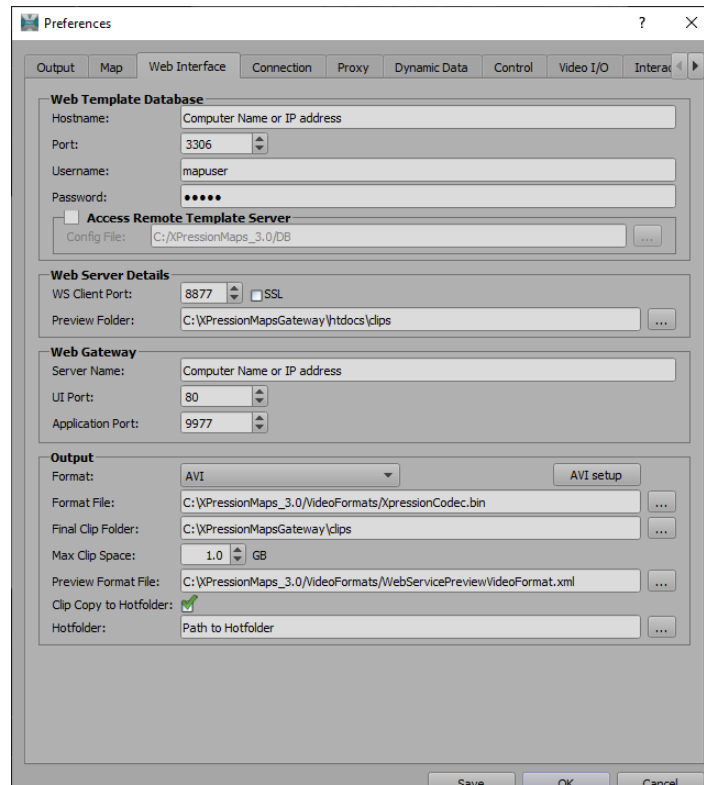 Preferences
Output Map Web Interface Connection Proxy Dynamic Data Control Video I/O Interac
Web Template Database
Hostname: Computer Name or IP address
Port: 3306
Username: mapuser
Password: •••••
Access Remote Template Server
Config File: C:/XPressionMaps_3.0/DB ...
Web Server Details
WS Client Port: 8877 SSL
Preview Folder: C:\XPressionMapsGateway\htdocs\clips ...
Web Gateway
Server Name: Computer Name or IP address
UI Port: 80
Application Port: 9977
Output
Format: AVI AVI setup
Format File: C:\XPressionMaps_3.0/VideoFormats/XpressionCodec.bin ...
Final Clip Folder: C:\XPressionMapsGateway\clips ...
Max Clip Space: 1.0 GB
Preview Format File: C:\XPressionMaps_3.0/VideoFormats/WebServicePreviewVideoFormat.xml ...
Clip Copy to Hotfolder:
Hotfolder: Path to Hotfolder ...
Save OK Cancel